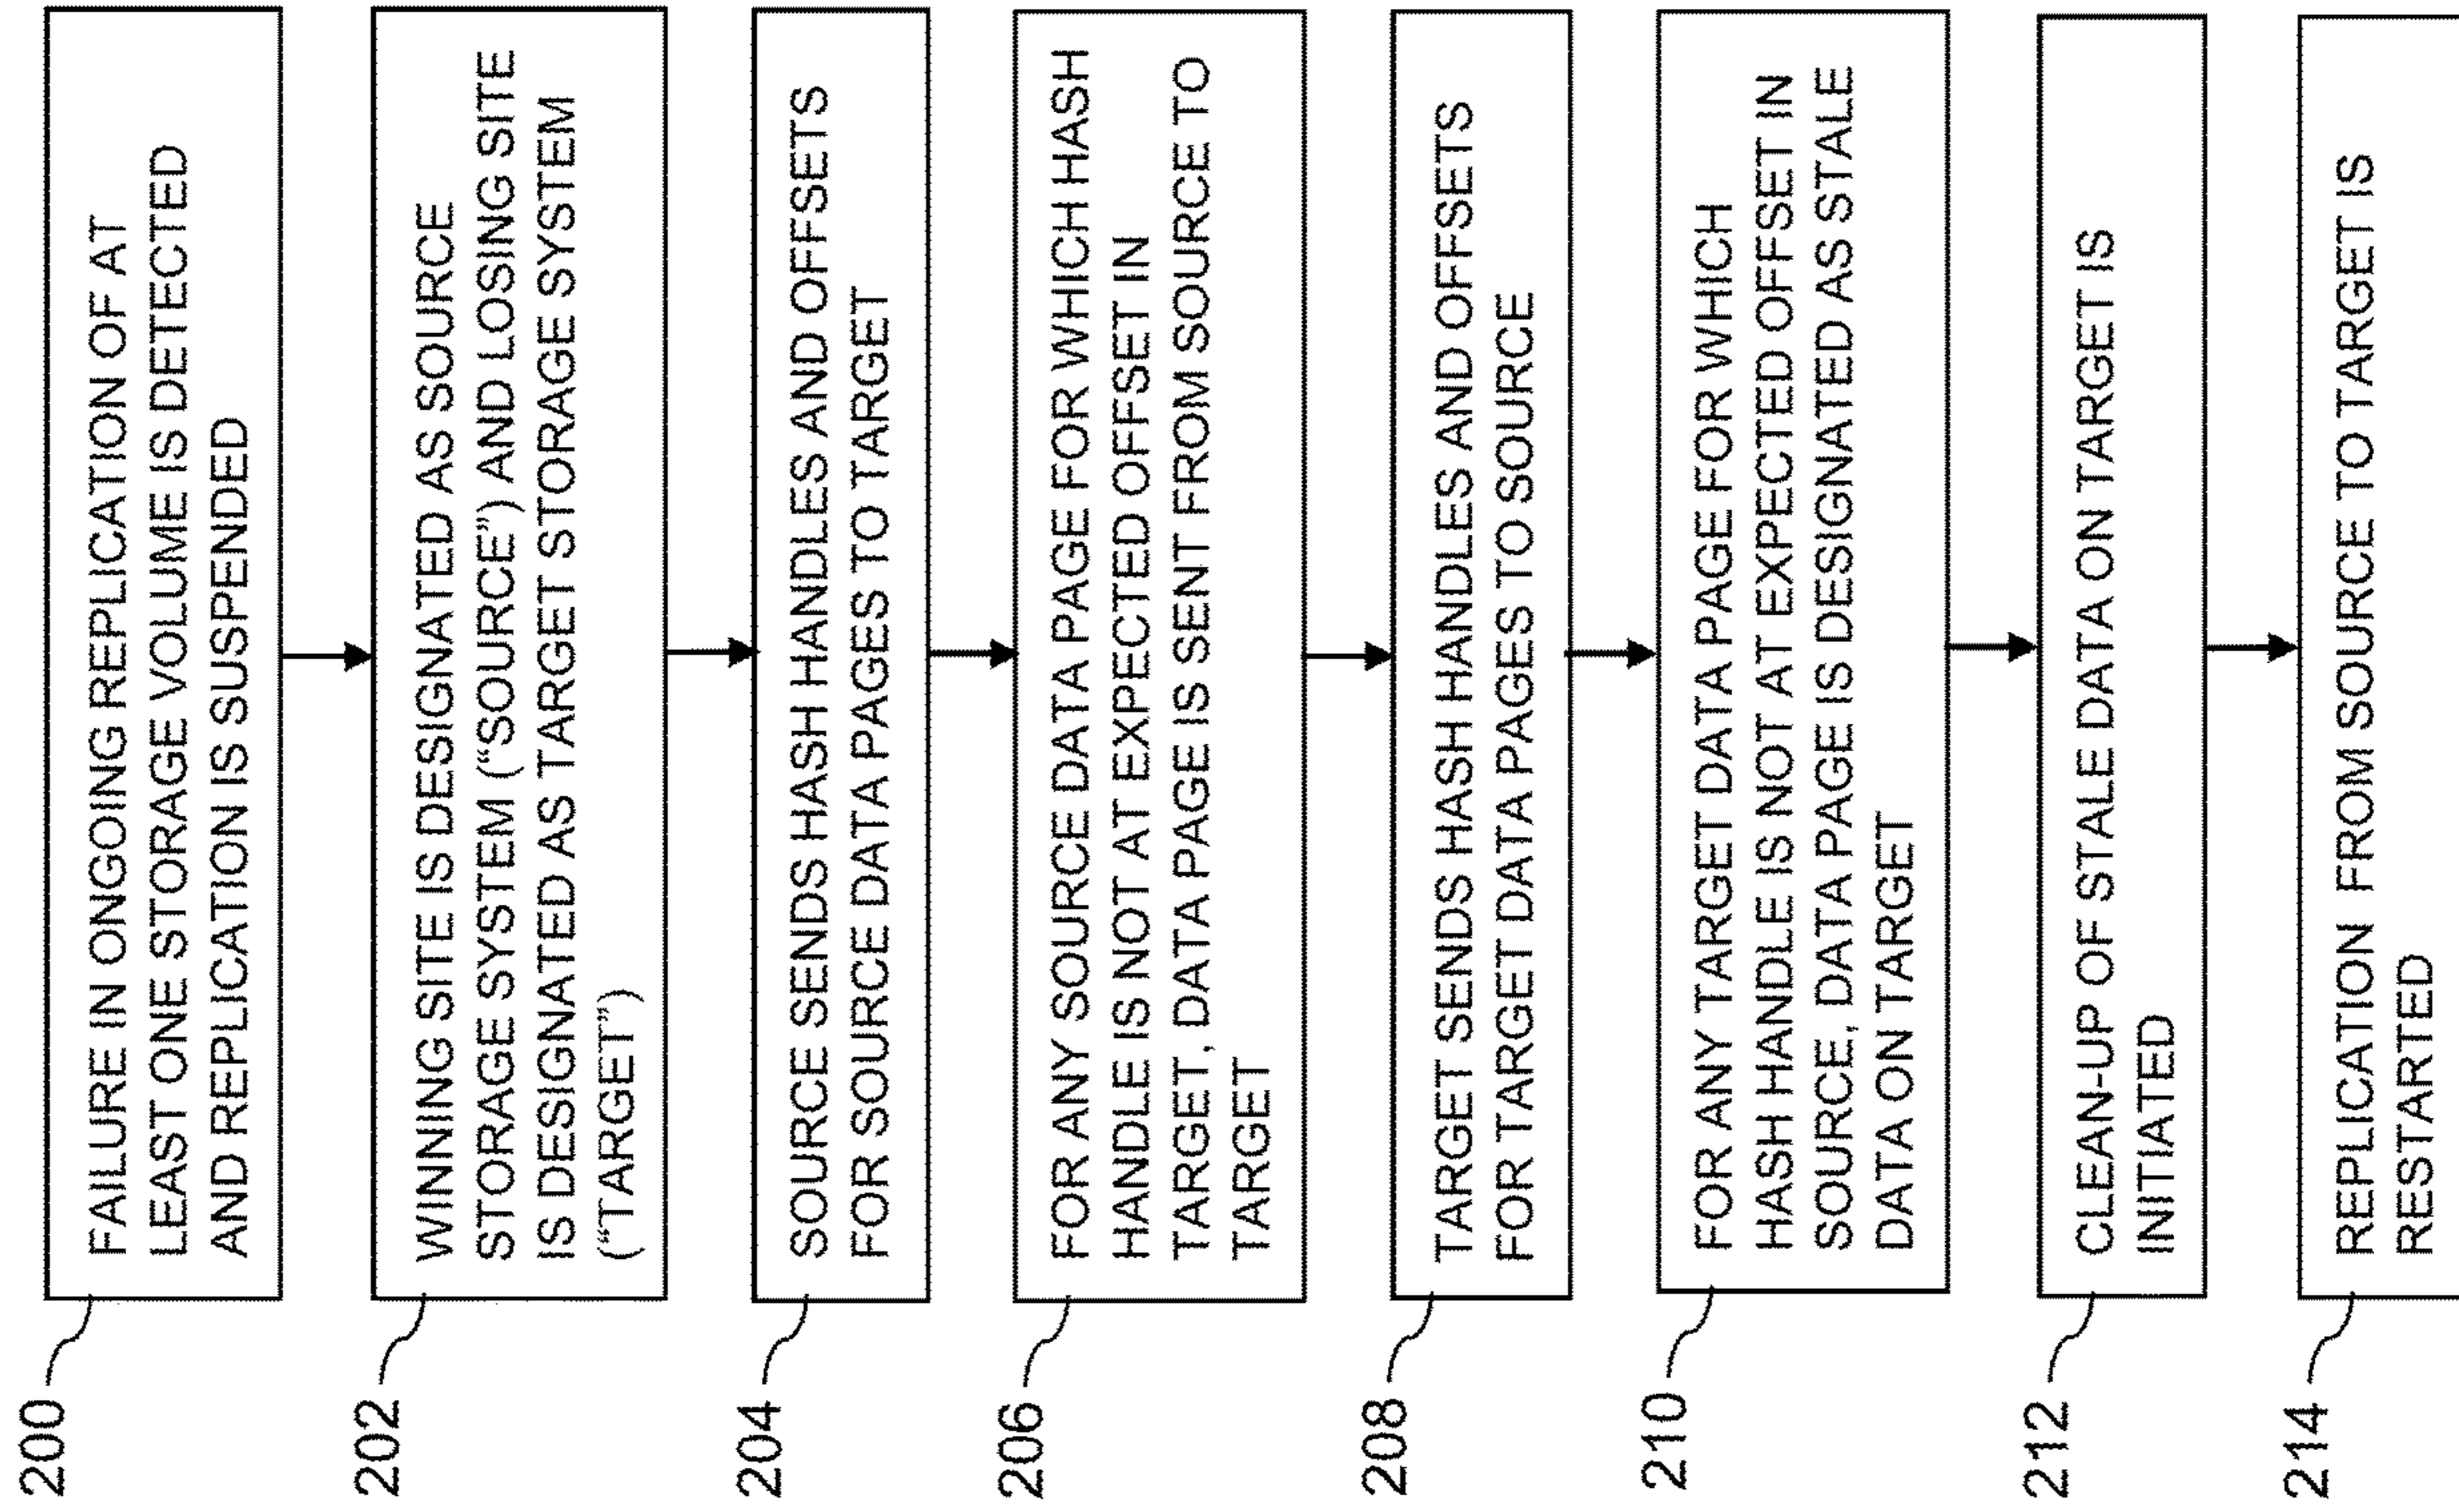 200
FAILURE IN ONGOING REPLICATION OF AT
LEAST ONE STORAGE VOLUME IS DETECTED
AND REPLICATION IS SUSPENDED
202
WINNING SITE IS DESIGNATED AS SOURCE
STORAGE SYSTEM (“SOURCE”) AND LOSING SITE
IS DESIGNATED AS TARGET STORAGE SYSTEM
(“TARGET”)
204
SOURCE SENDS HASH HANDLES AND OFFSETS
FOR SOURCE DATA PAGES TO TARGET
206
FOR ANY SOURCE DATA PAGE FOR WHICH HASH
HANDLE IS NOT AT EXPECTED OFFSET IN
TARGET, DATA PAGE IS SENT FROM SOURCE TO
TARGET
208
TARGET SENDS HASH HANDLES AND OFFSETS
FOR TARGET DATA PAGES TO SOURCE
210
FOR ANY TARGET DATA PAGE FOR WHICH
HASH HANDLE IS NOT AT EXPECTED OFFSET IN
SOURCE, DATA PAGE IS DESIGNATED AS STALE
DATA ON TARGET
212
CLEAN-UP OF STALE DATA ON TARGET IS
INITIATED
214
REPLICATION FROM SOURCE TO TARGET IS
RESTARTED